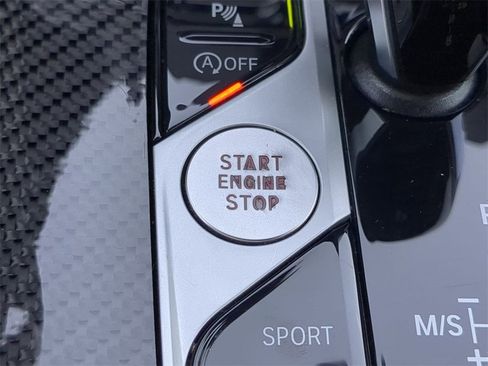 P
A OFF
START
ENGINE
STOP
SPORT
M/S